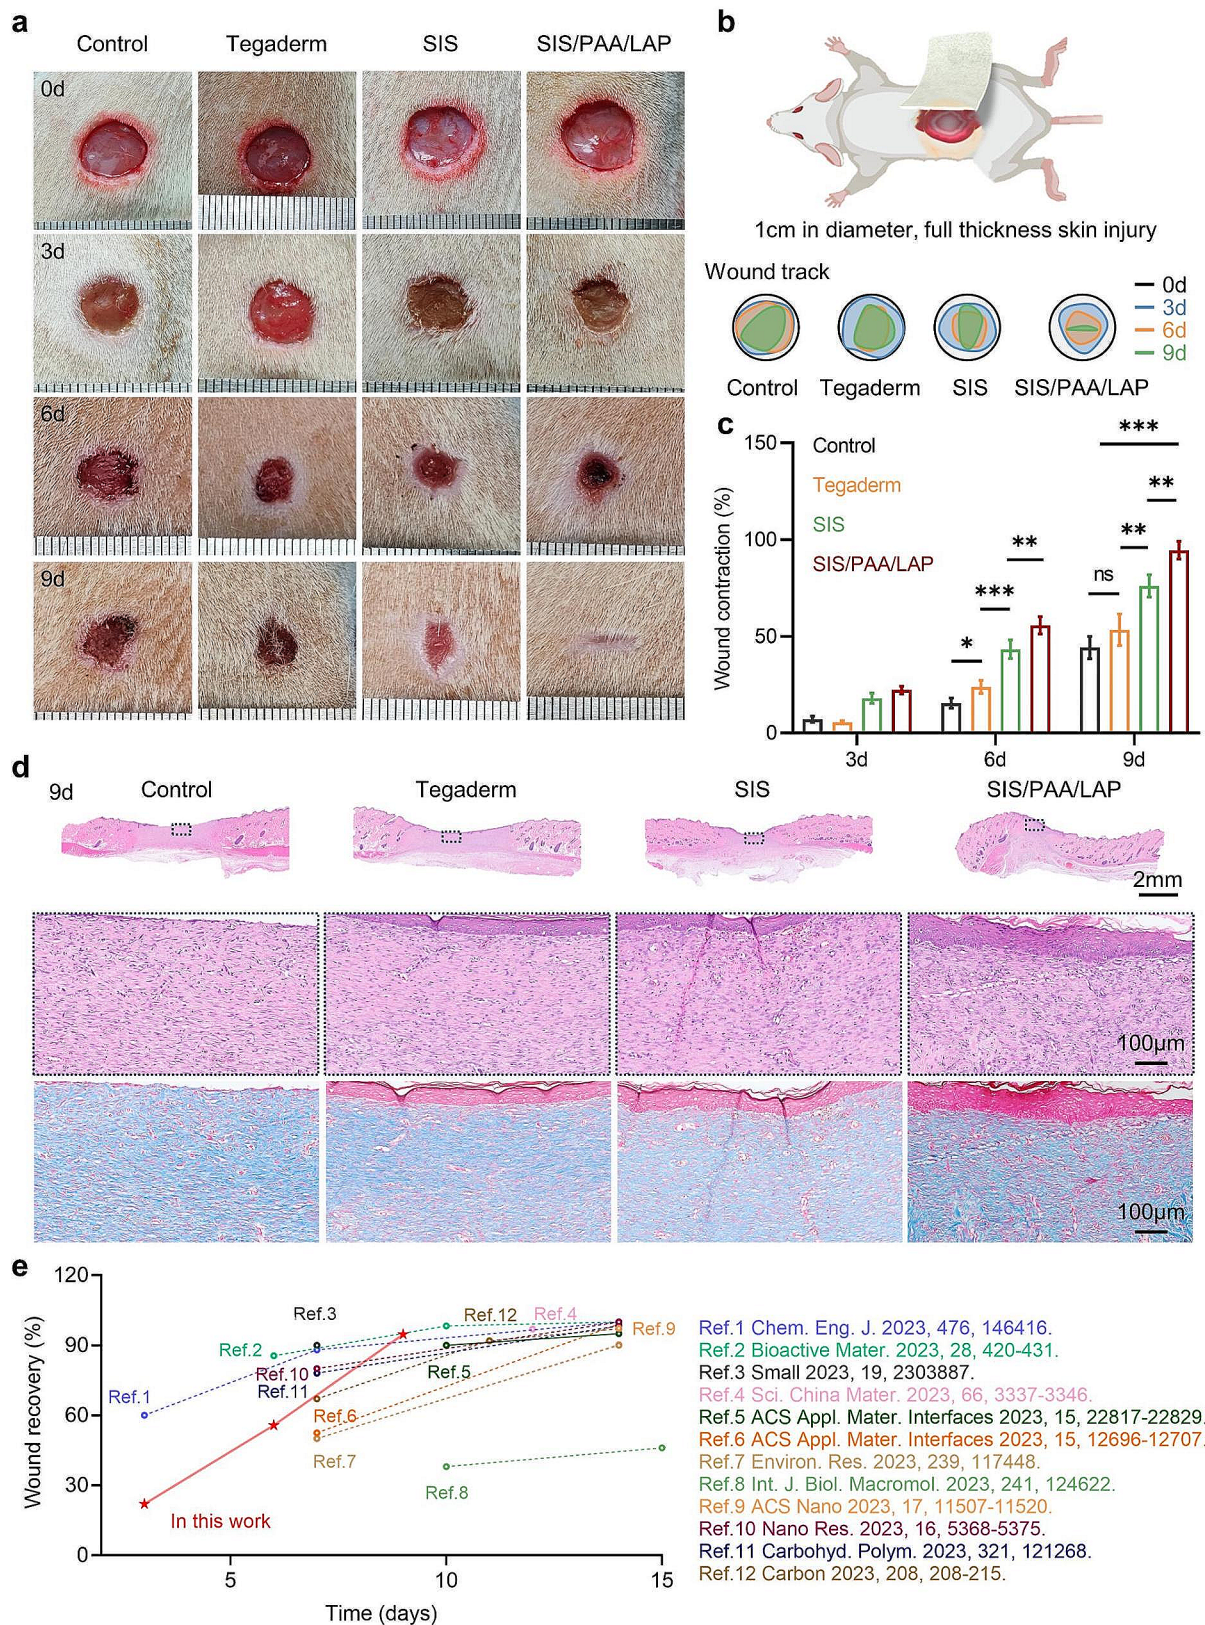 a
Control Tegaderm SIS SIS/PAA/LAP
0d
3d
6d
9d
b
1cm in diameter, full thickness skin injury
Wound track
0d
3d
6d
9d
Control Tegaderm SIS SIS/PAA/LAP
c
Wound contraction (%)
150
100
50
0
Control
Tegaderm
SIS
SIS/PAA/LAP
* *** ** ns ** ** ***
3d 6d 9d
d
9d Control Tegaderm SIS SIS/PAA/LAP
2mm
100μm
100μm
e
Wound recovery (%)
120
90
60
30
0
Ref.1
Ref.2
Ref.3
Ref.12
Ref.4
Ref.9
Ref.10
Ref.11
Ref.5
Ref.6
Ref.7
Ref.8
In this work
5 10 15
Time (days)
Ref.1 Chem. Eng. J. 2023, 476, 146416.
Ref.2 Bioactive Mater. 2023, 28, 420-431.
Ref.3 Small 2023, 19, 2303887.
Ref.4 Sci. China Mater. 2023, 66, 3337-3346.
Ref.5 ACS Appl. Mater. Interfaces 2023, 15, 22817-22829.
Ref.6 ACS Appl. Mater. Interfaces 2023, 15, 12696-12707.
Ref.7 Environ. Res. 2023, 239, 117448.
Ref.8 Int. J. Biol. Macromol. 2023, 241, 124622.
Ref.9 ACS Nano 2023, 17, 11507-11520.
Ref.10 Nano Res. 2023, 16, 5368-5375.
Ref.11 Carbohyd. Polym. 2023, 321, 121268.
Ref.12 Carbon 2023, 208, 208-215.